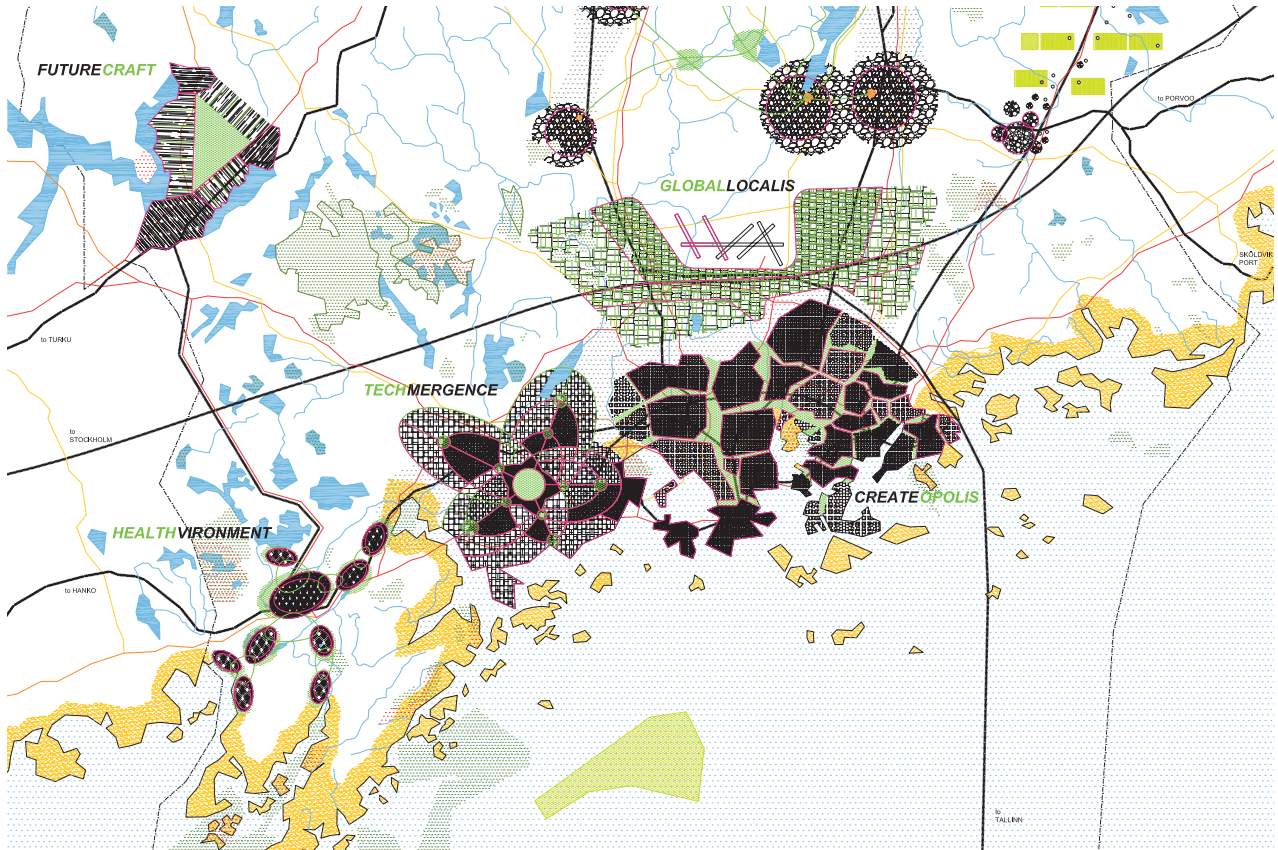 FUTURECRAFT
to PORVOO
GLOBALLOCALIS
SKÖLDVIK
PORT
to TURKU
TECHMERGENCE
to
STOCKHOLM
CREATEOPOLIS
HEALTHVIRONMENT
to HANKO
to
TALLINN